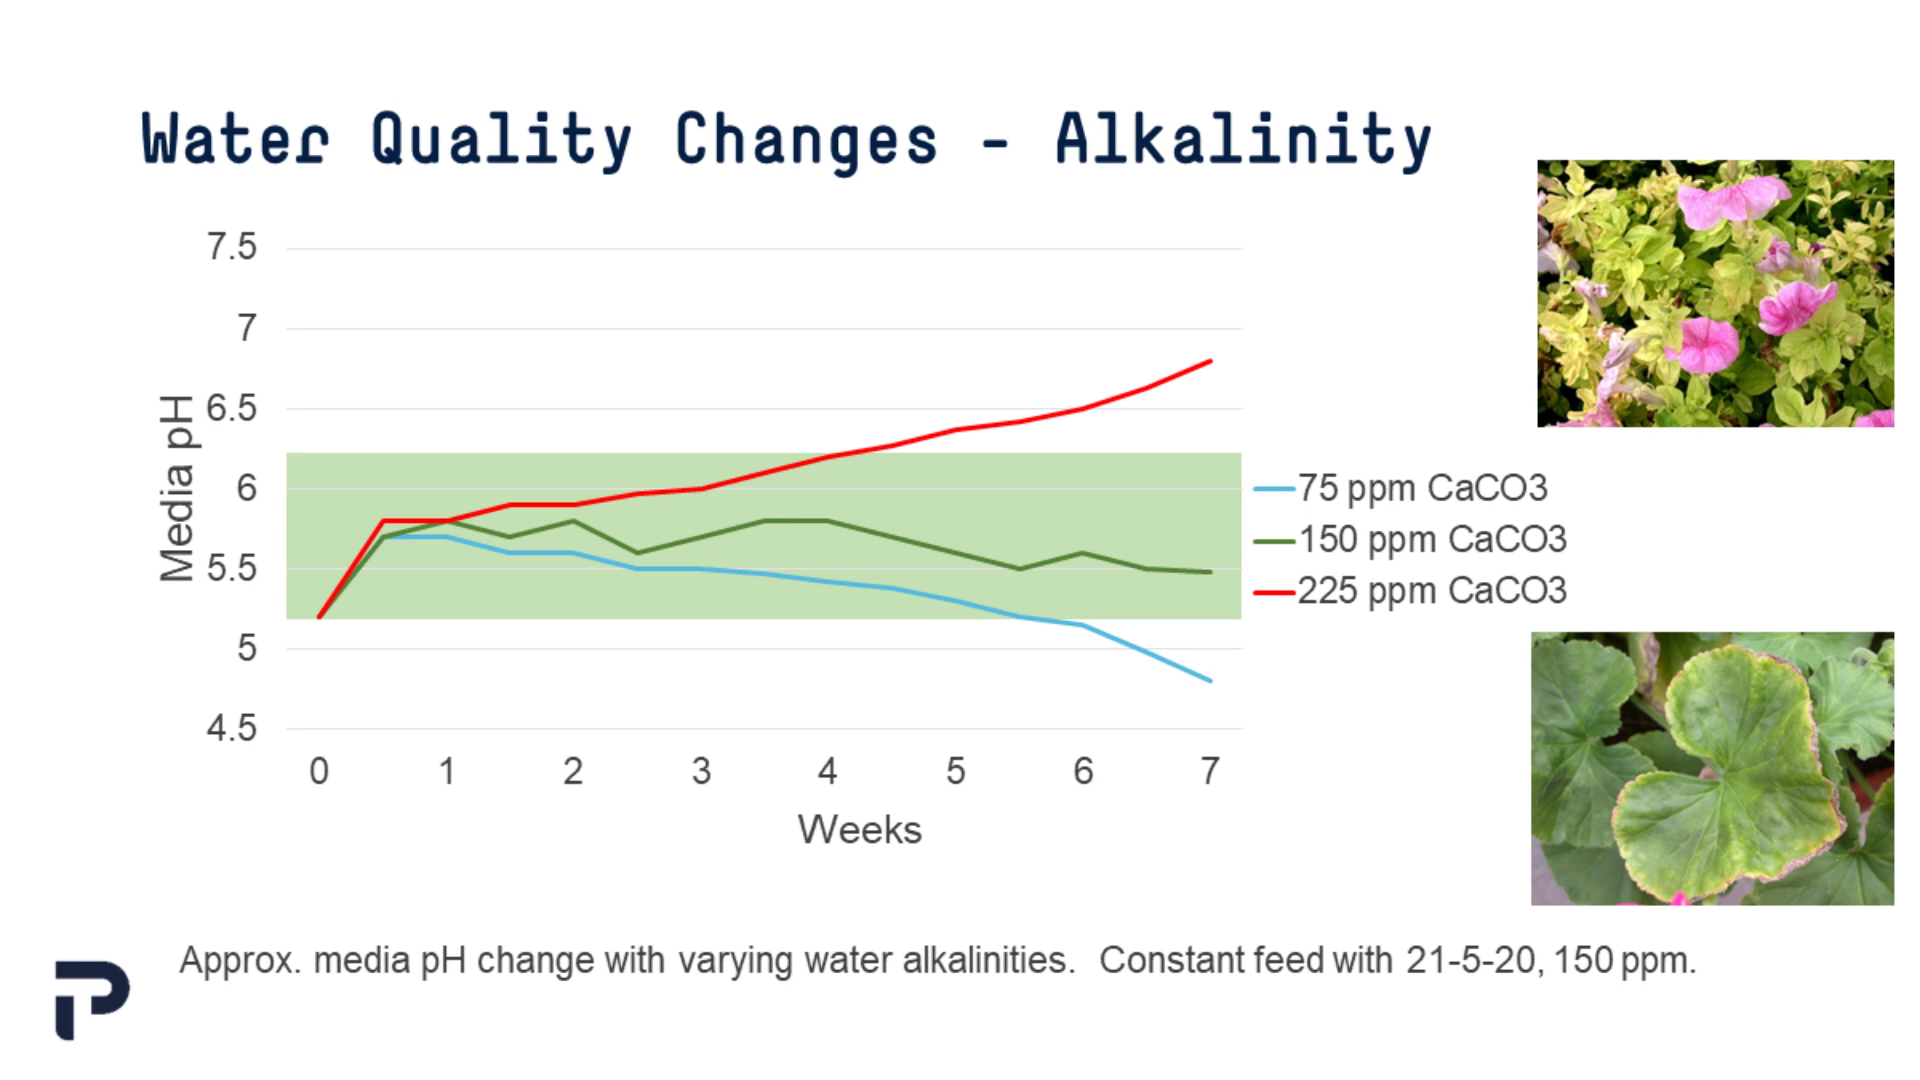 Water Quality Changes - Alkalinity
7.5
7
6.5
6
5.5
5
4.5
Media pH
0 1 2 3 4 5 6 7
Weeks
75 ppm CaCO3
150 ppm CaCO3
225 ppm CaCO3
Approx. media pH change with varying water alkalinities. Constant feed with 21-5-20, 150 ppm.